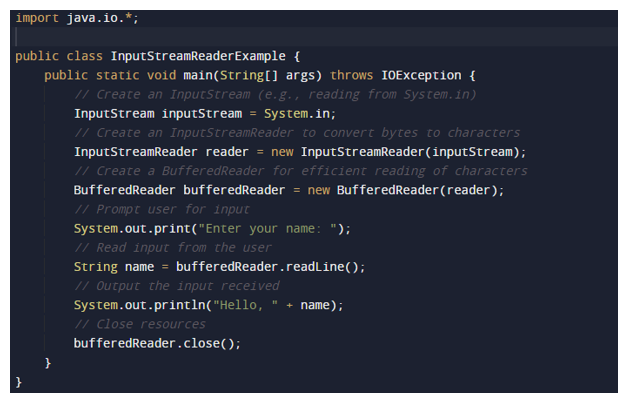 import java.io.*;
public class InputStreamReaderExample {
    public static void main(String[] args) throws IOException {
        // Create an InputStream (e.g., reading from System.in)
        InputStream inputStream = System.in;
        // Create an InputStreamReader to convert bytes to characters
        InputStreamReader reader = new InputStreamReader(inputStream);
        // Create a BufferedReader for efficient reading of characters
        BufferedReader bufferedReader = new BufferedReader(reader);
        // Prompt user for input
        System.out.print("Enter your name: ");
        // Read input from the user
        String name = bufferedReader.readLine();
        // Output the input received
        System.out.println("Hello, " + name);
        // Close resources
        bufferedReader.close();
    }
}